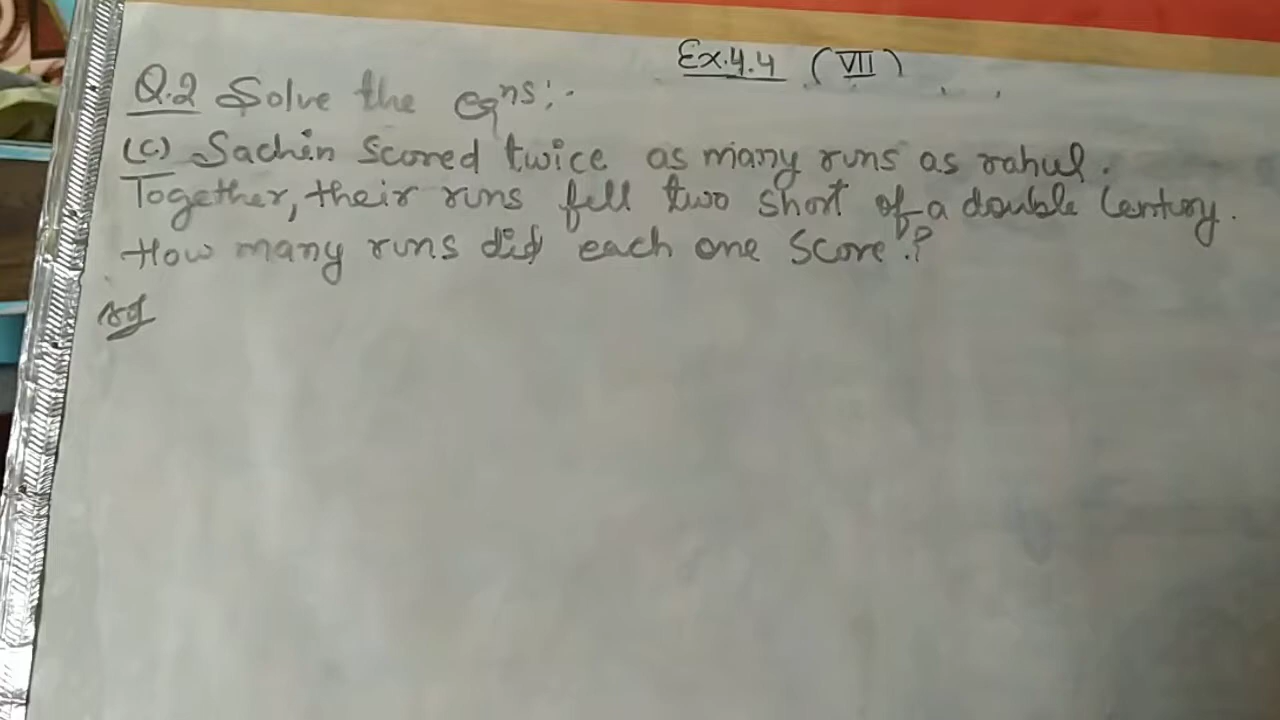 Ex.4.4 (VII)
Q.2 Solve the eqns:-
(c) Sachin Scored twice as many runs as rahul.
Together, their runs fell two short of a double Century.
How many runs did each one Score?
Sol